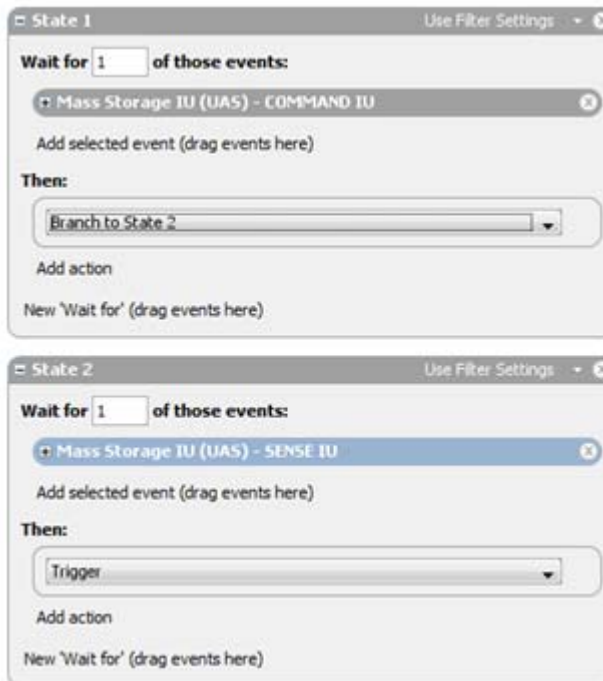 State 1 Use Filter Settings
Wait for 1 of those events:
Mass Storage IU (UAS) - COMMAND IU
Add selected event (drag events here)
Then:
Branch to State 2
Add action
New 'Wait for' (drag events here)
State 2 Use Filter Settings
Wait for 1 of those events:
Mass Storage IU (UAS) - SENSE IU
Add selected event (drag events here)
Then:
Trigger
Add action
New 'Wait for' (drag events here)